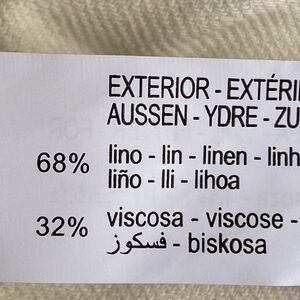 EXTERIOR - EXTÉRI
AUSSEN - YDRE - ZU
68% lino - lin - linen - linh
liño - lli - lihoa
32% viscosa - viscose -
فسكوز - biskosa